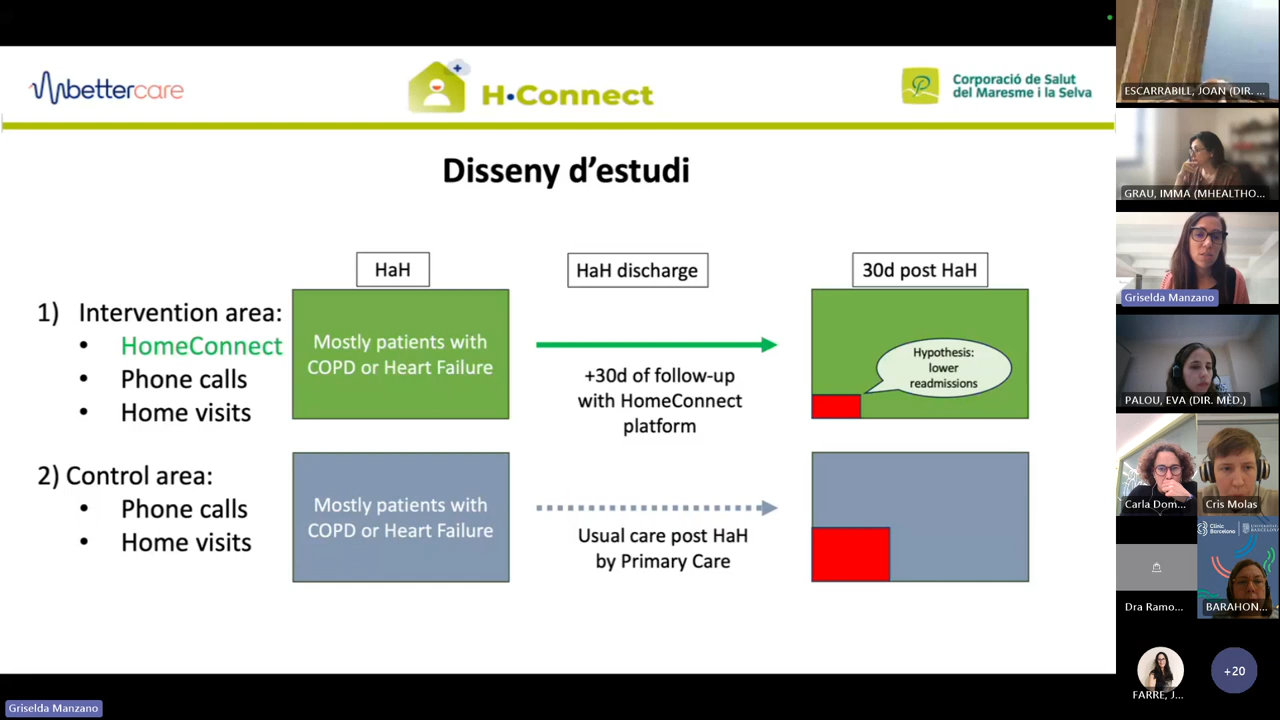 bettercare
H•Connect
Corporació de Salut
del Maresme i la Selva
Disseny d'estudi
HaH
HaH discharge
30d post HaH
1) Intervention area:
• HomeConnect
• Phone calls
• Home visits
Mostly patients with
COPD or Heart Failure
+30d of follow-up
with HomeConnect
platform
Hypothesis:
lower
readmissions
2) Control area:
• Phone calls
• Home visits
Mostly patients with
COPD or Heart Failure
Usual care post HaH
by Primary Care
ESCARRABILL, JOAN (DIR. ...
GRAU, IMMA (MHEALTHO...
Griselda Manzano
PALOU, EVA (DIR. MÈD.)
Carla Dom...
Cris Molas
Clínic
Barcelona
Dra Ramo...
BARAHON...
FARRE, J...
+20
Griselda Manzano